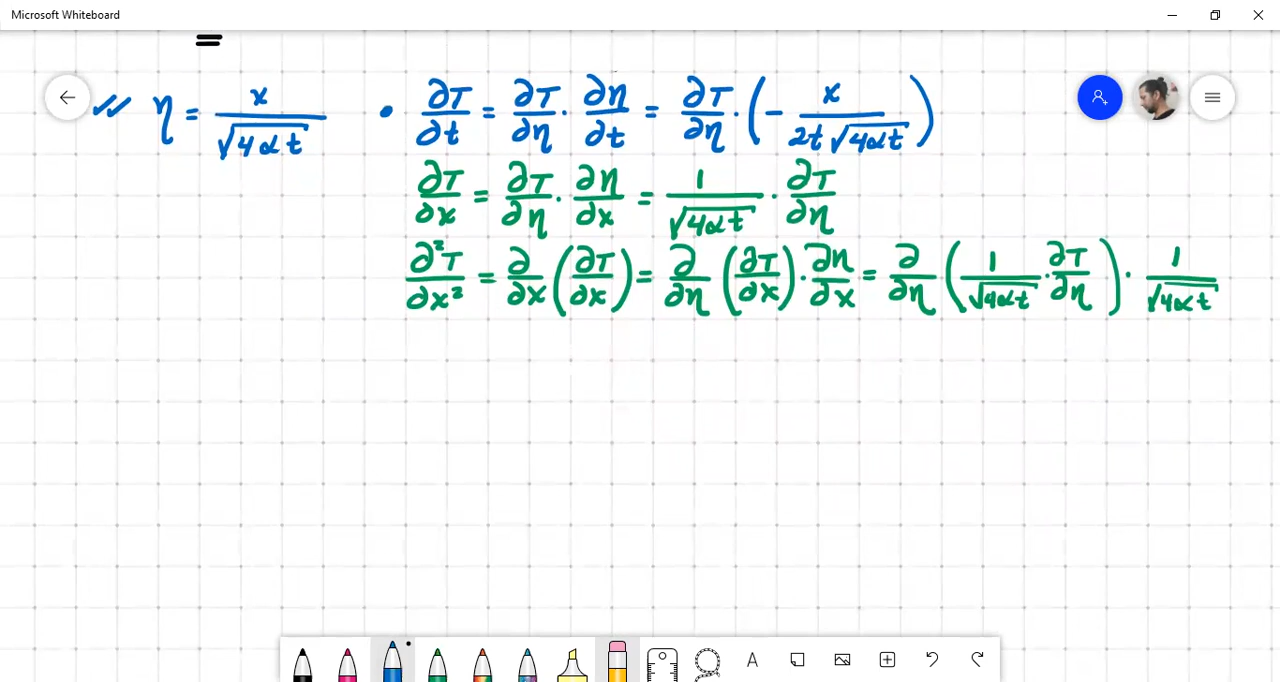 Microsoft Whiteboard
=
// η = x/√(4αt) • ∂T/∂t = ∂T/∂η · ∂η/∂t = ∂T/∂η · (- x/(2t√(4αt)))
∂T/∂x = ∂T/∂η · ∂η/∂x = 1/√(4αt) · ∂T/∂η
∂²T/∂x² = ∂/∂x (∂T/∂x) = ∂/∂η (∂T/∂x) · ∂η/∂x = ∂/∂η (1/√(4αt) · ∂T/∂η) · 1/√(4αt)
A